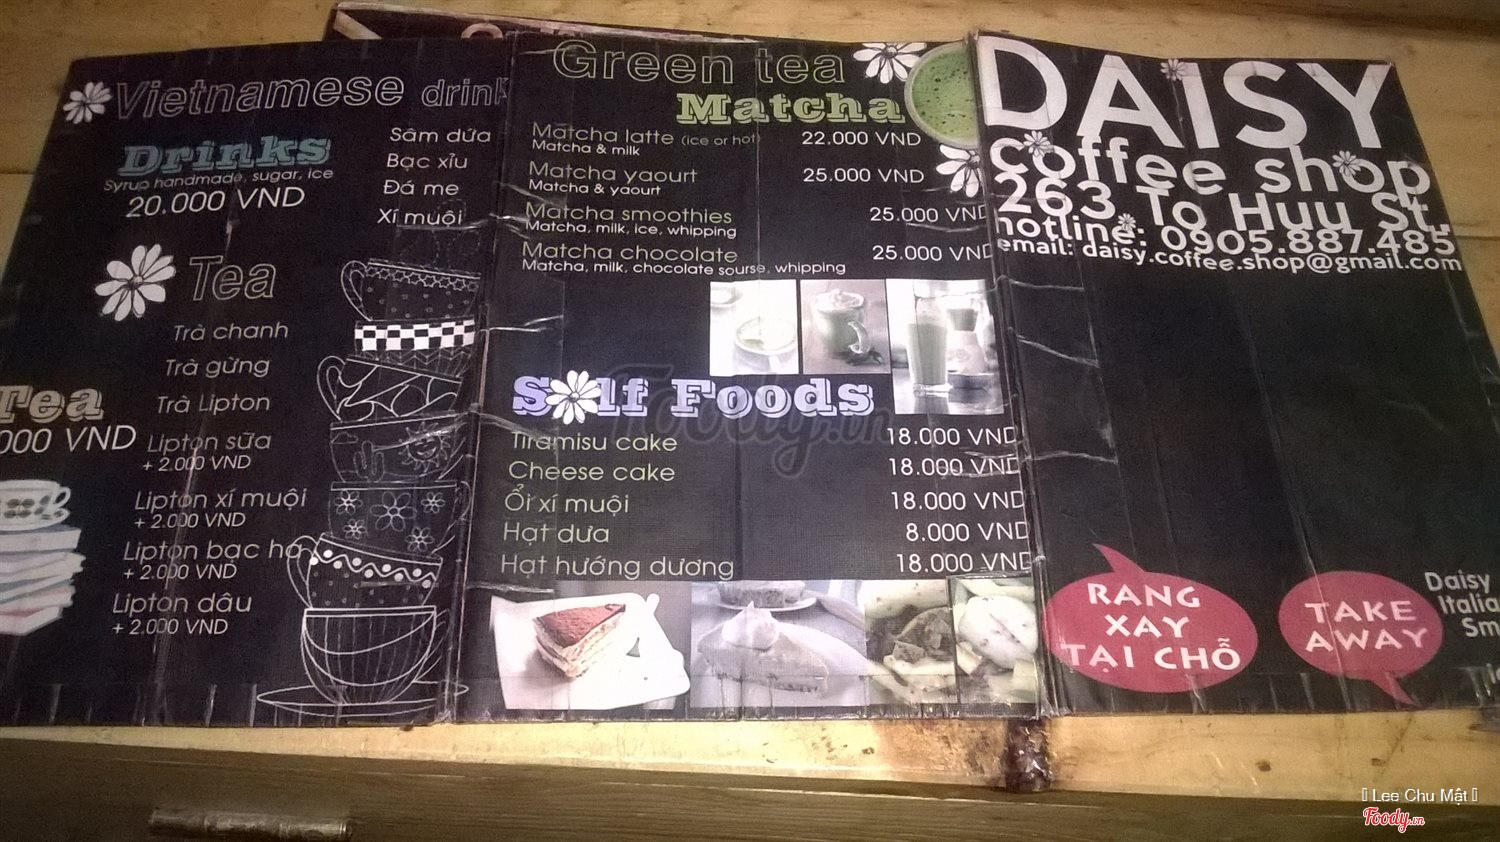 Vietnamese drink
Drinks
Syrup handmade, sugar, ice
20.000 VND
Sâm dứa
Bạc xỉu
Đá me
Xí muội
Tea
Trà chanh
Trà gừng
Trà Lipton
Tea
000 VND
Lipton sữa
+ 2.000 VND
Lipton xí muội
+ 2.000 VND
Lipton bạc hà
+ 2.000 VND
Lipton dâu
+ 2.000 VND
Green tea
Matcha
Matcha latte (ice or hot) 22.000 VND
Matcha & milk
Matcha yaourt 25.000 VND
Matcha & yaourt
Matcha smoothies 25.000 VND
Matcha, milk, ice, whipping
Matcha chocolate 25.000 VND
Matcha, milk, chocolate sourse, whipping
Self Foods
Tiramisu cake 18.000 VND
Cheese cake 18.000 VND
Ổi xí muội 18.000 VND
Hạt dưa 8.000 VND
Hạt hướng dương 18.000 VND
DAISY
coffee shop
263 To Huu St.
hotline: 0905.887.485
email: daisy.coffee.shop@gmail.com
RANG
XAY
TẠI CHỖ
TAKE
AWAY
Daisy
Italia
Sm
Foody.vn
Lee Chu Mật
Foody.vn